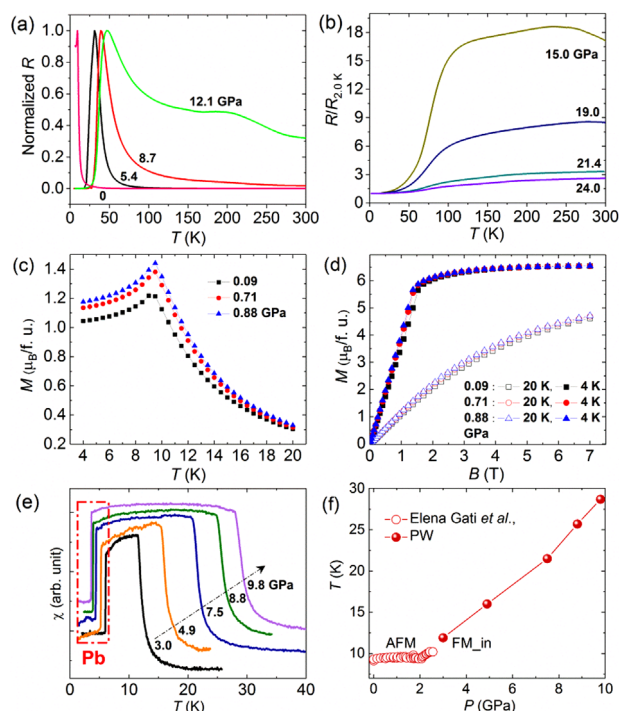 (a)
Normalized R
1.0
0.8
0.6
0.4
0.2
0.0
12.1 GPa
8.7
5.4
0
0 50 100 150 200 250 300
T (K)
(b)
R/R2.0 K
18
15
12
9
6
3
0
15.0 GPa
19.0
21.4
24.0
0 50 100 150 200 250 300
T (K)
(c)
M (μB/f. u.)
1.4
1.2
1.0
0.8
0.6
0.4
0.2
0.09
0.71
0.88 GPa
4 6 8 10 12 14 16 18 20
T (K)
(d)
M (μB/f. u.)
7
6
5
4
3
2
1
0
0.09 : 20 K, 4 K
0.71 : 20 K, 4 K
0.88 : 20 K, 4 K
GPa
0 1 2 3 4 5 6 7
B (T)
(e)
χ (arb. unit)
9.8 GPa
8.8
7.5
4.9
3.0
Pb
0 10 20 30 40
T (K)
(f)
T (K)
30
25
20
15
10
5
0
Elena Gati et al.,
PW
AFM FM_in
0 2 4 6 8 10
P (GPa)